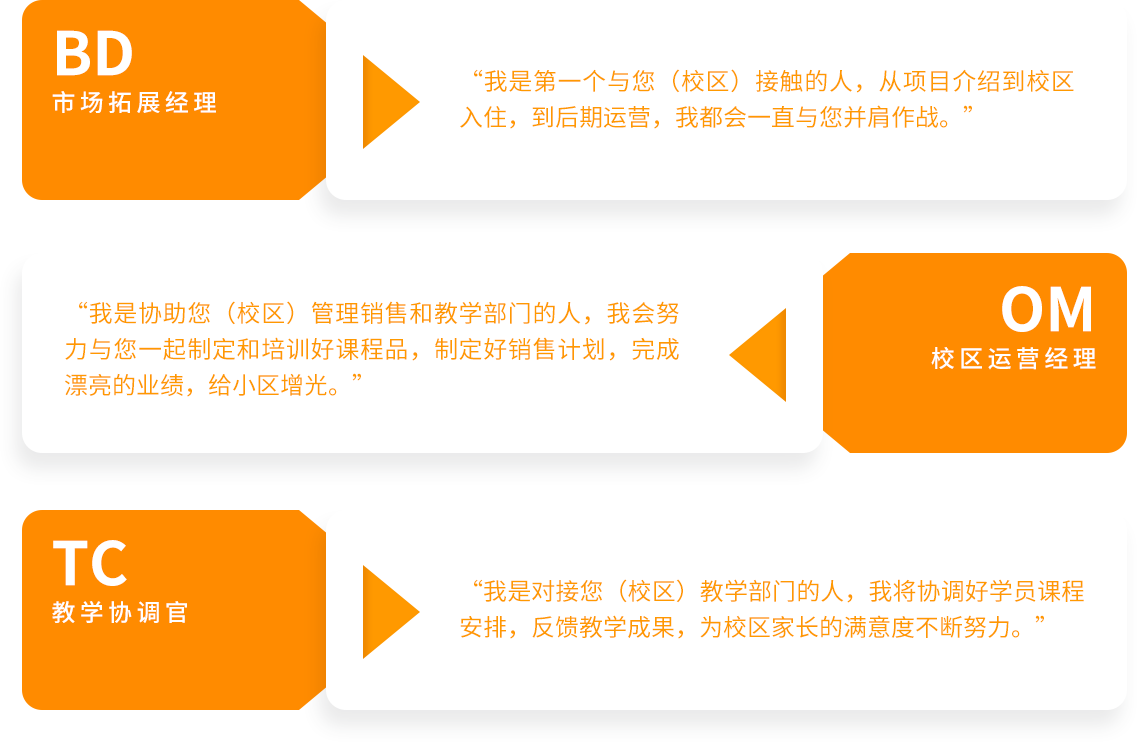 BD
市场拓展经理
“我是第一个与您（校区）接触的人，从项目介绍到校区
入住，到后期运营，我都会一直与您并肩作战。”
“我是协助您（校区）管理销售和教学部门的人，我会努
力与您一起制定和培训好课程品，制定好销售计划，完成
漂亮的业绩，给小区增光。”
OM
校区运营经理
TC
教学协调官
“我是对接您（校区）教学部门的人，我将协调好学员课程
安排，反馈教学成果，为校区家长的满意度不断努力。”